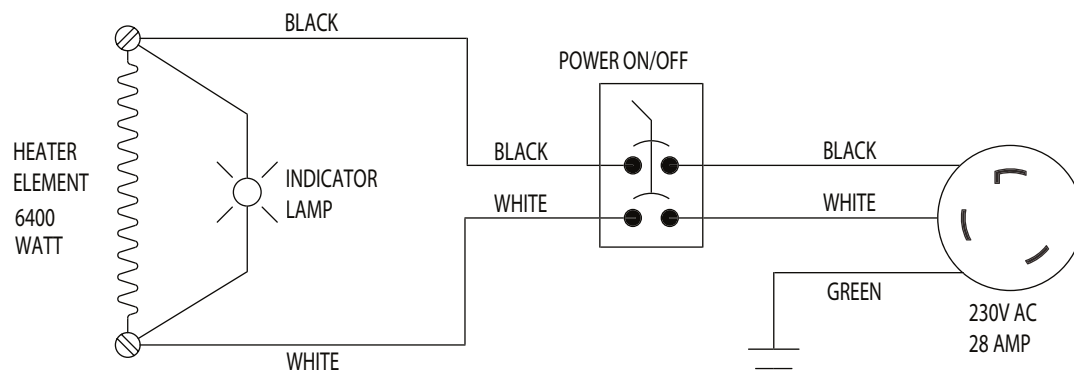 BLACK
POWER ON/OFF
HEATER
ELEMENT
6400
WATT
INDICATOR
LAMP
BLACK
WHITE
BLACK
WHITE
GREEN
230V AC
28 AMP
WHITE